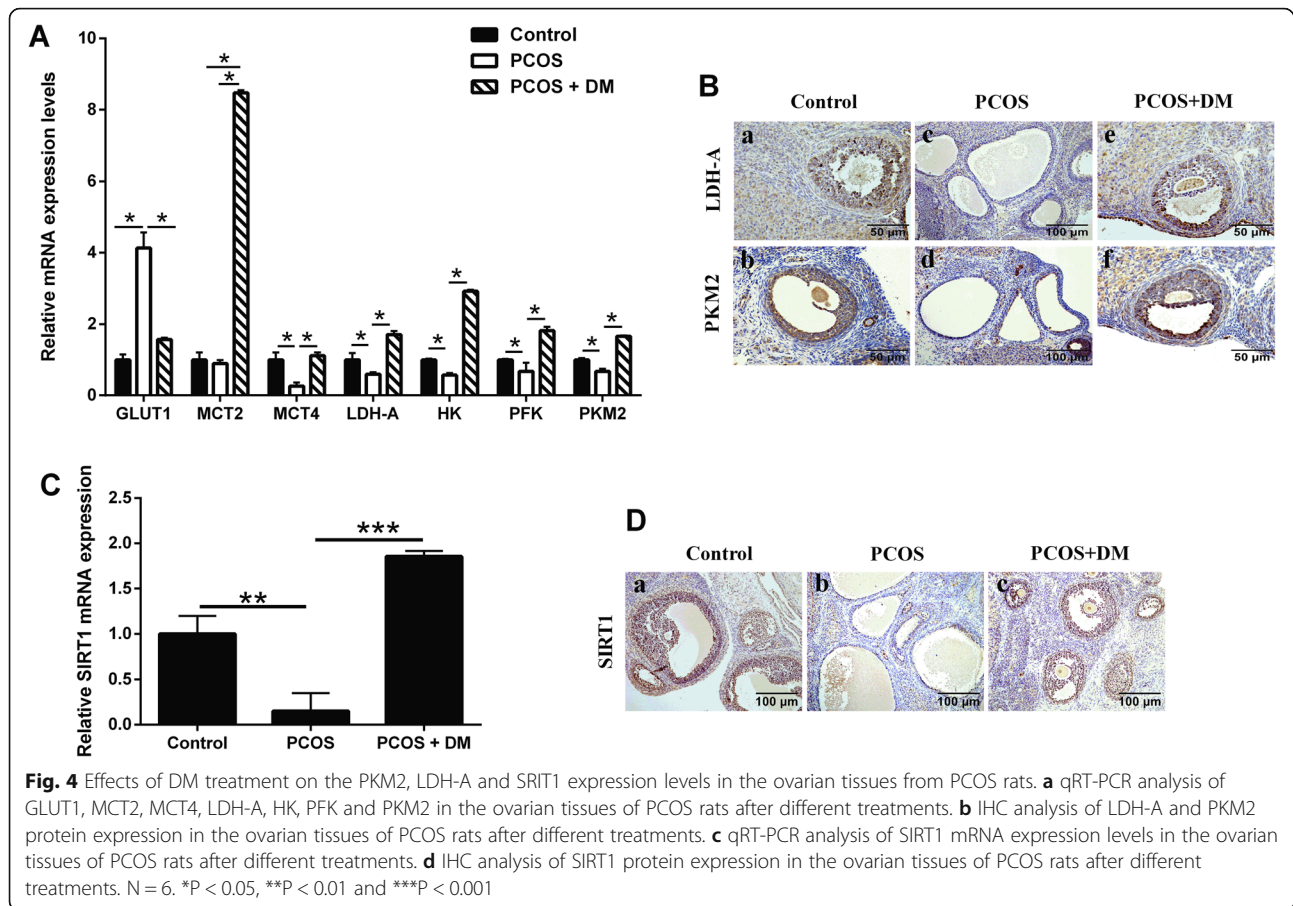 A
Relative mRNA expression levels
10
8
6
4
2
0
Control
PCOS
PCOS + DM
* * * * * * * * * * * * * *
GLUT1 MCT2 MCT4 LDH-A HK PFK PKM2
B
Control PCOS PCOS+DM
LDH-A
a c e
50 μm 100 μm 50 μm
PKM2
b d f
50 μm 100 μm 50 μm
C
Relative SIRT1 mRNA expression
2.5
2.0
1.5
1.0
0.5
0.0
** ***
Control PCOS PCOS + DM
D
Control PCOS PCOS+DM
SIRT1
a b c
100 μm 100 μm 100 μm
Fig. 4 Effects of DM treatment on the PKM2, LDH-A and SRIT1 expression levels in the ovarian tissues from PCOS rats. a qRT-PCR analysis of
GLUT1, MCT2, MCT4, LDH-A, HK, PFK and PKM2 in the ovarian tissues of PCOS rats after different treatments. b IHC analysis of LDH-A and PKM2
protein expression in the ovarian tissues of PCOS rats after different treatments. c qRT-PCR analysis of SIRT1 mRNA expression levels in the ovarian
tissues of PCOS rats after different treatments. d IHC analysis of SIRT1 protein expression in the ovarian tissues of PCOS rats after different
treatments. N = 6. *P < 0.05, **P < 0.01 and ***P < 0.001